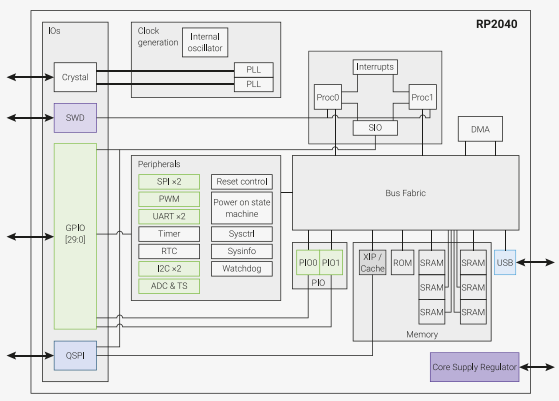 RP2040
IOs
Clock
generation
Internal
oscillator
Crystal
PLL
PLL
Interrupts
Proc0
Proc1
SIO
SWD
DMA
Peripherals
SPI ×2
PWM
UART ×2
Timer
RTC
I2C ×2
ADC & TS
Reset control
Power on state
machine
Sysctrl
Sysinfo
Watchdog
Bus Fabric
GPIO
[29:0]
PIO0
PIO1
PIO
XIP /
Cache
ROM
SRAM
SRAM
SRAM
SRAM
SRAM
SRAM
Memory
USB
QSPI
Core Supply Regulator